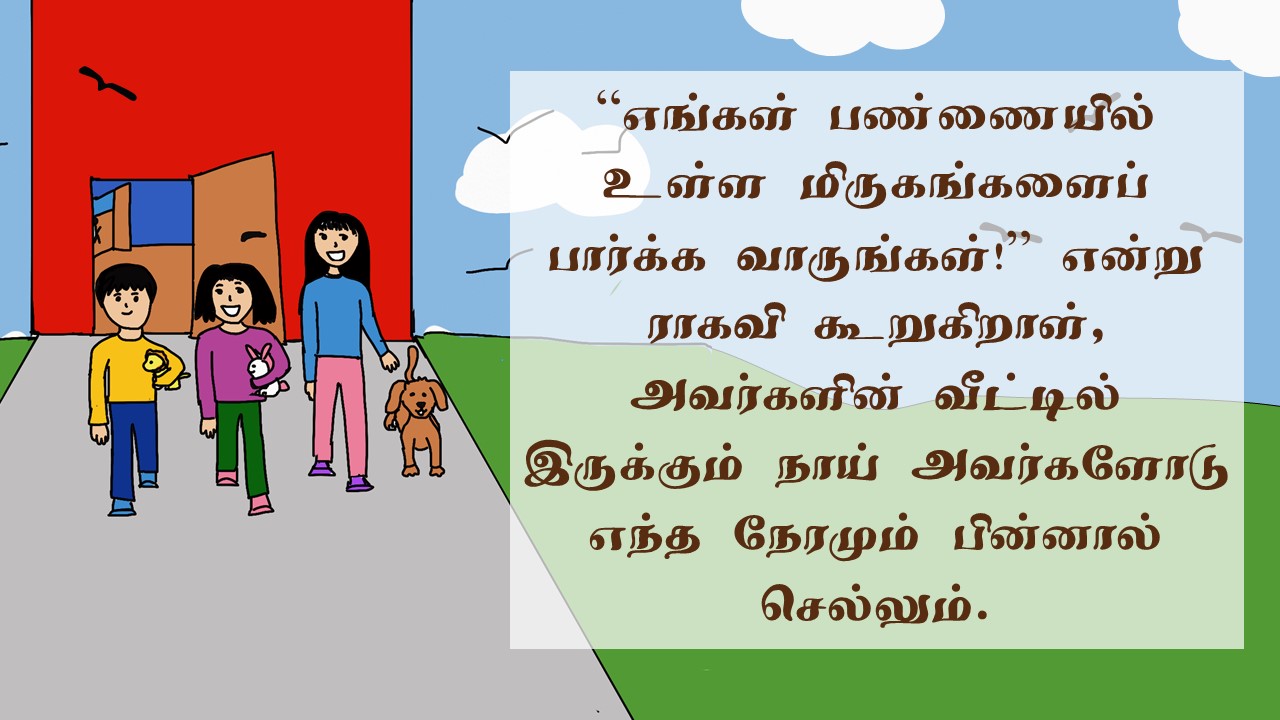 “எங்கள் பண்ணையில்
உள்ள மிருகங்களைப்
பார்க்க வாருங்கள்!” என்று
ராகவி கூறுகிறாள்,
அவர்களின் வீட்டில்
இருக்கும் நாய் அவர்களோடு
எந்த நேரமும் பின்னால்
செல்லும்.